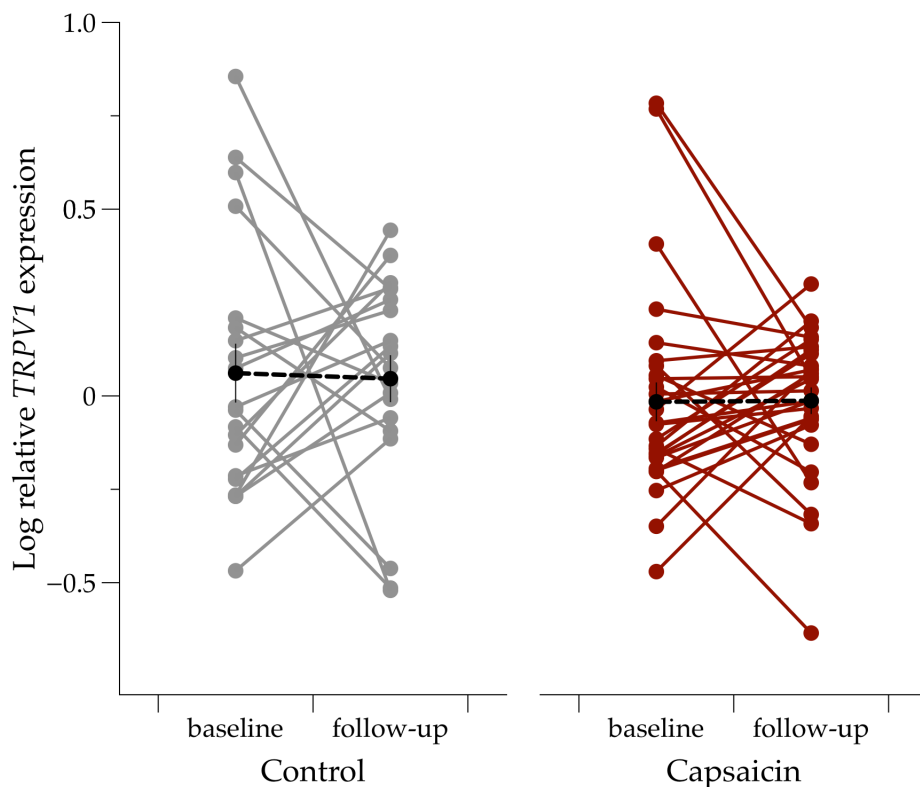 Log relative TRPV1 expression
1.0
0.5
0
−0.5
baseline follow-up baseline follow-up
Control Capsaicin